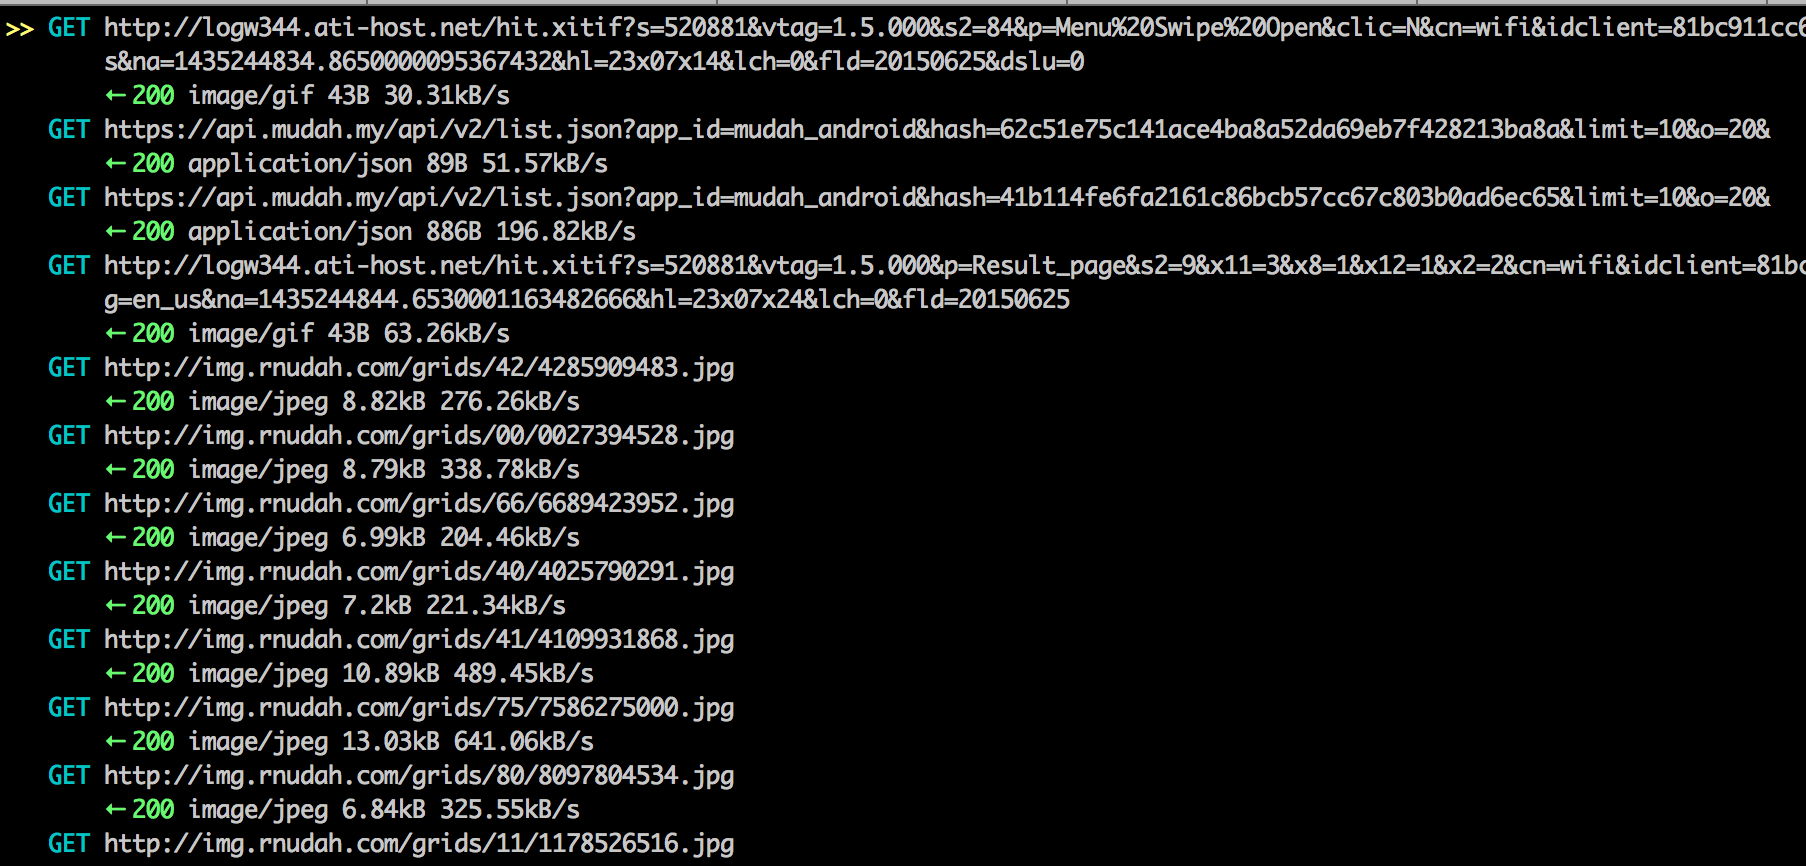 >> GET http://logw344.ati-host.net/hit.xitif?s=520881&vtag=1.5.000&s2=84&p=Menu%20Swipe%20Open&clic=N&cn=wifi&idclient=81bc911cc6
s&na=1435244834.8650000095367432&hl=23x07x14&lch=0&fld=20150625&dslu=0
← 200 image/gif 43B 30.31kB/s
GET https://api.mudah.my/api/v2/list.json?app_id=mudah_android&hash=62c51e75c141ace4ba8a52da69eb7f428213ba8a&limit=10&o=20&
← 200 application/json 89B 51.57kB/s
GET https://api.mudah.my/api/v2/list.json?app_id=mudah_android&hash=41b114fe6fa2161c86bcb57cc67c803b0ad6ec65&limit=10&o=20&
← 200 application/json 886B 196.82kB/s
GET http://logw344.ati-host.net/hit.xitif?s=520881&vtag=1.5.000&p=Result_page&s2=9&x11=3&x8=1&x12=1&x2=2&cn=wifi&idclient=81bc
g=en_us&na=1435244844.6530001163482666&hl=23x07x24&lch=0&fld=20150625
← 200 image/gif 43B 63.26kB/s
GET http://img.rnudah.com/grids/42/4285909483.jpg
← 200 image/jpeg 8.82kB 276.26kB/s
GET http://img.rnudah.com/grids/00/0027394528.jpg
← 200 image/jpeg 8.79kB 338.78kB/s
GET http://img.rnudah.com/grids/66/6689423952.jpg
← 200 image/jpeg 6.99kB 204.46kB/s
GET http://img.rnudah.com/grids/40/4025790291.jpg
← 200 image/jpeg 7.2kB 221.34kB/s
GET http://img.rnudah.com/grids/41/4109931868.jpg
← 200 image/jpeg 10.89kB 489.45kB/s
GET http://img.rnudah.com/grids/75/7586275000.jpg
← 200 image/jpeg 13.03kB 641.06kB/s
GET http://img.rnudah.com/grids/80/8097804534.jpg
← 200 image/jpeg 6.84kB 325.55kB/s
GET http://img.rnudah.com/grids/11/1178526516.jpg